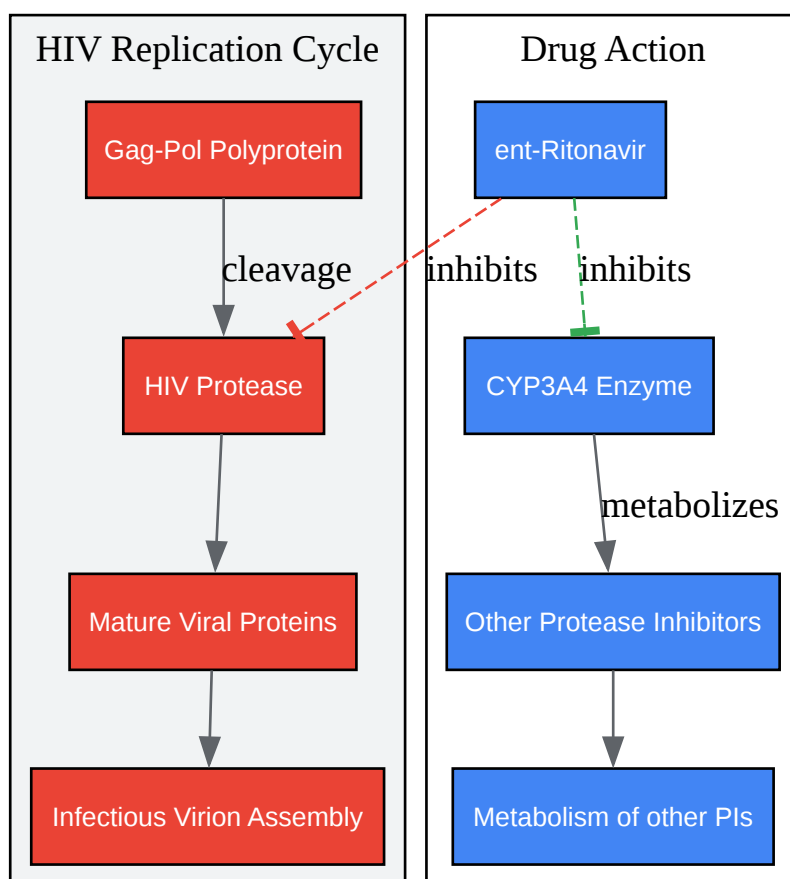 HIV Replication Cycle
Gag-Pol Polyprotein
cleavage
HIV Protease
Mature Viral Proteins
Infectious Virion Assembly
Drug Action
ent-Ritonavir
inhibits
inhibits
CYP3A4 Enzyme
metabolizes
Other Protease Inhibitors
Metabolism of other PIs